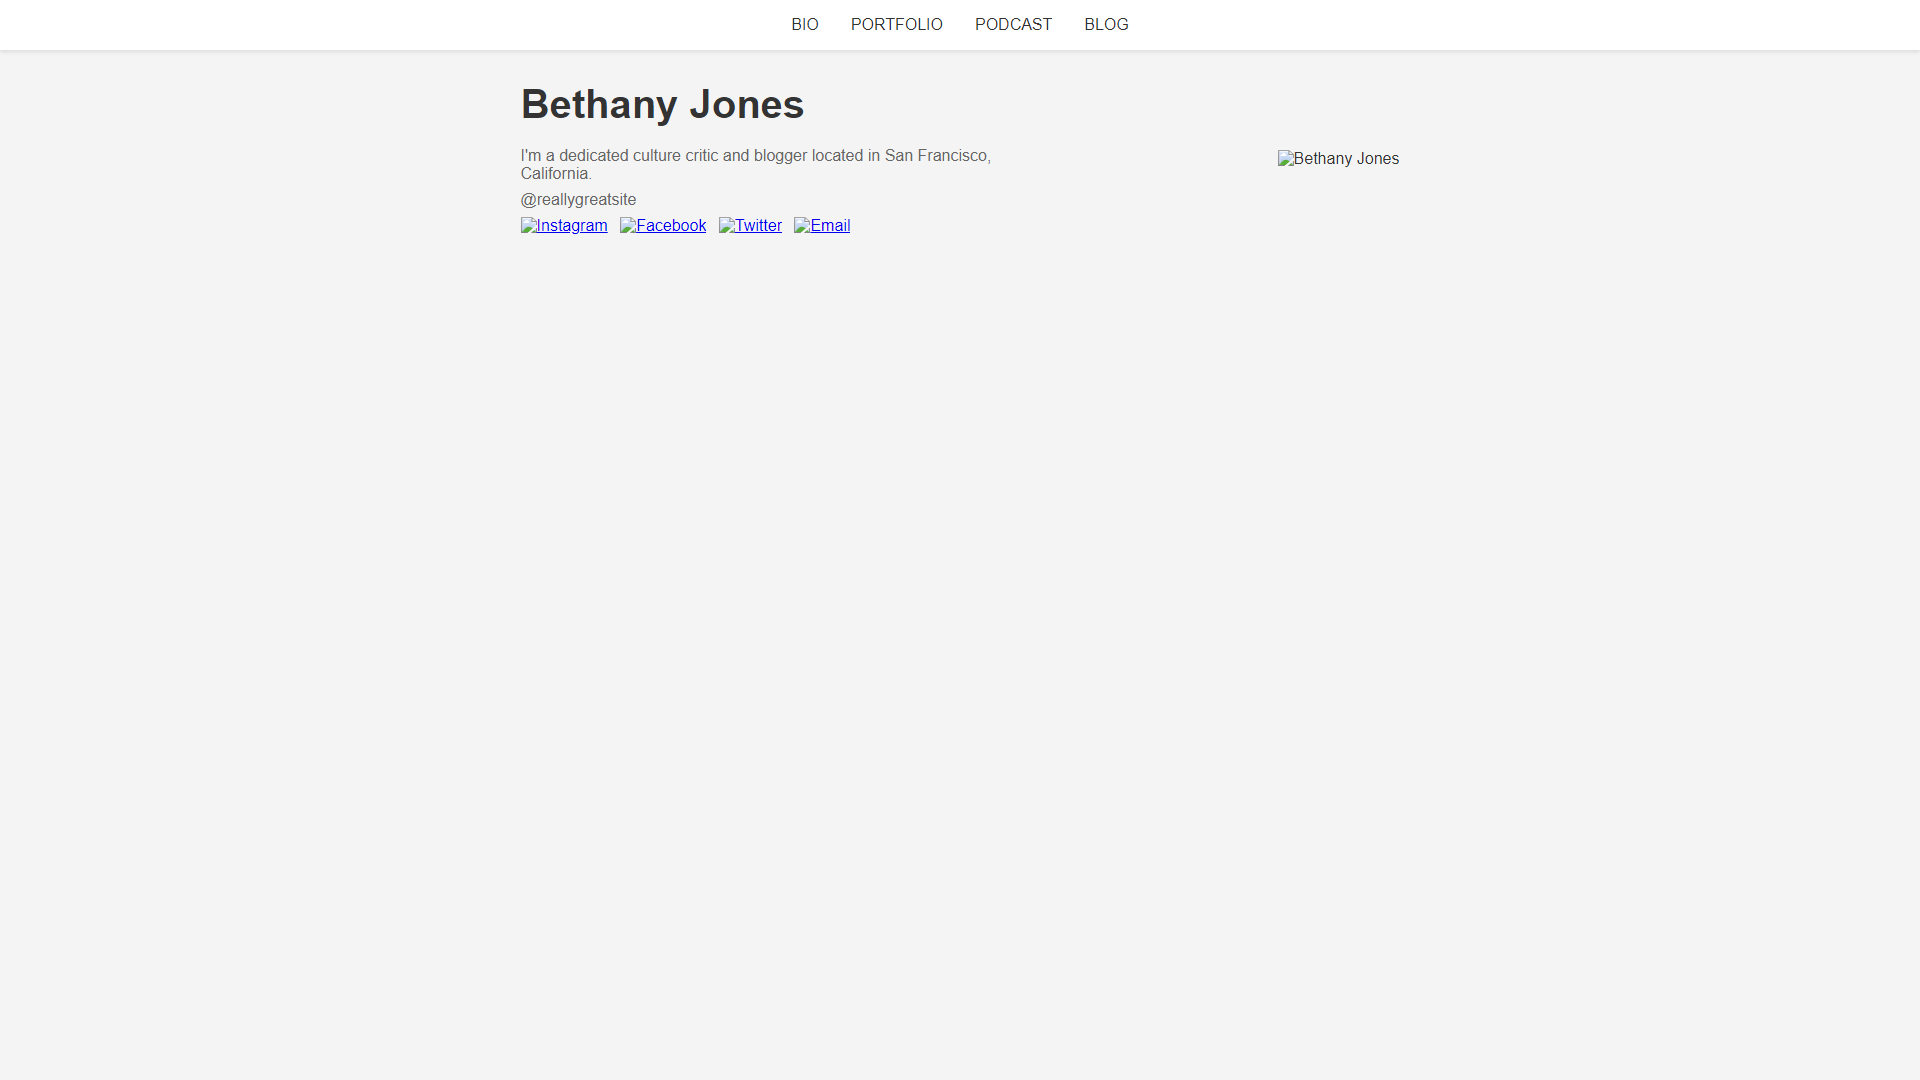 BIO PORTFOLIO PODCAST BLOG
Bethany Jones
I'm a dedicated culture critic and blogger located in San Francisco,
California.
@reallygreatsite
Instagram Facebook Twitter Email
Bethany Jones